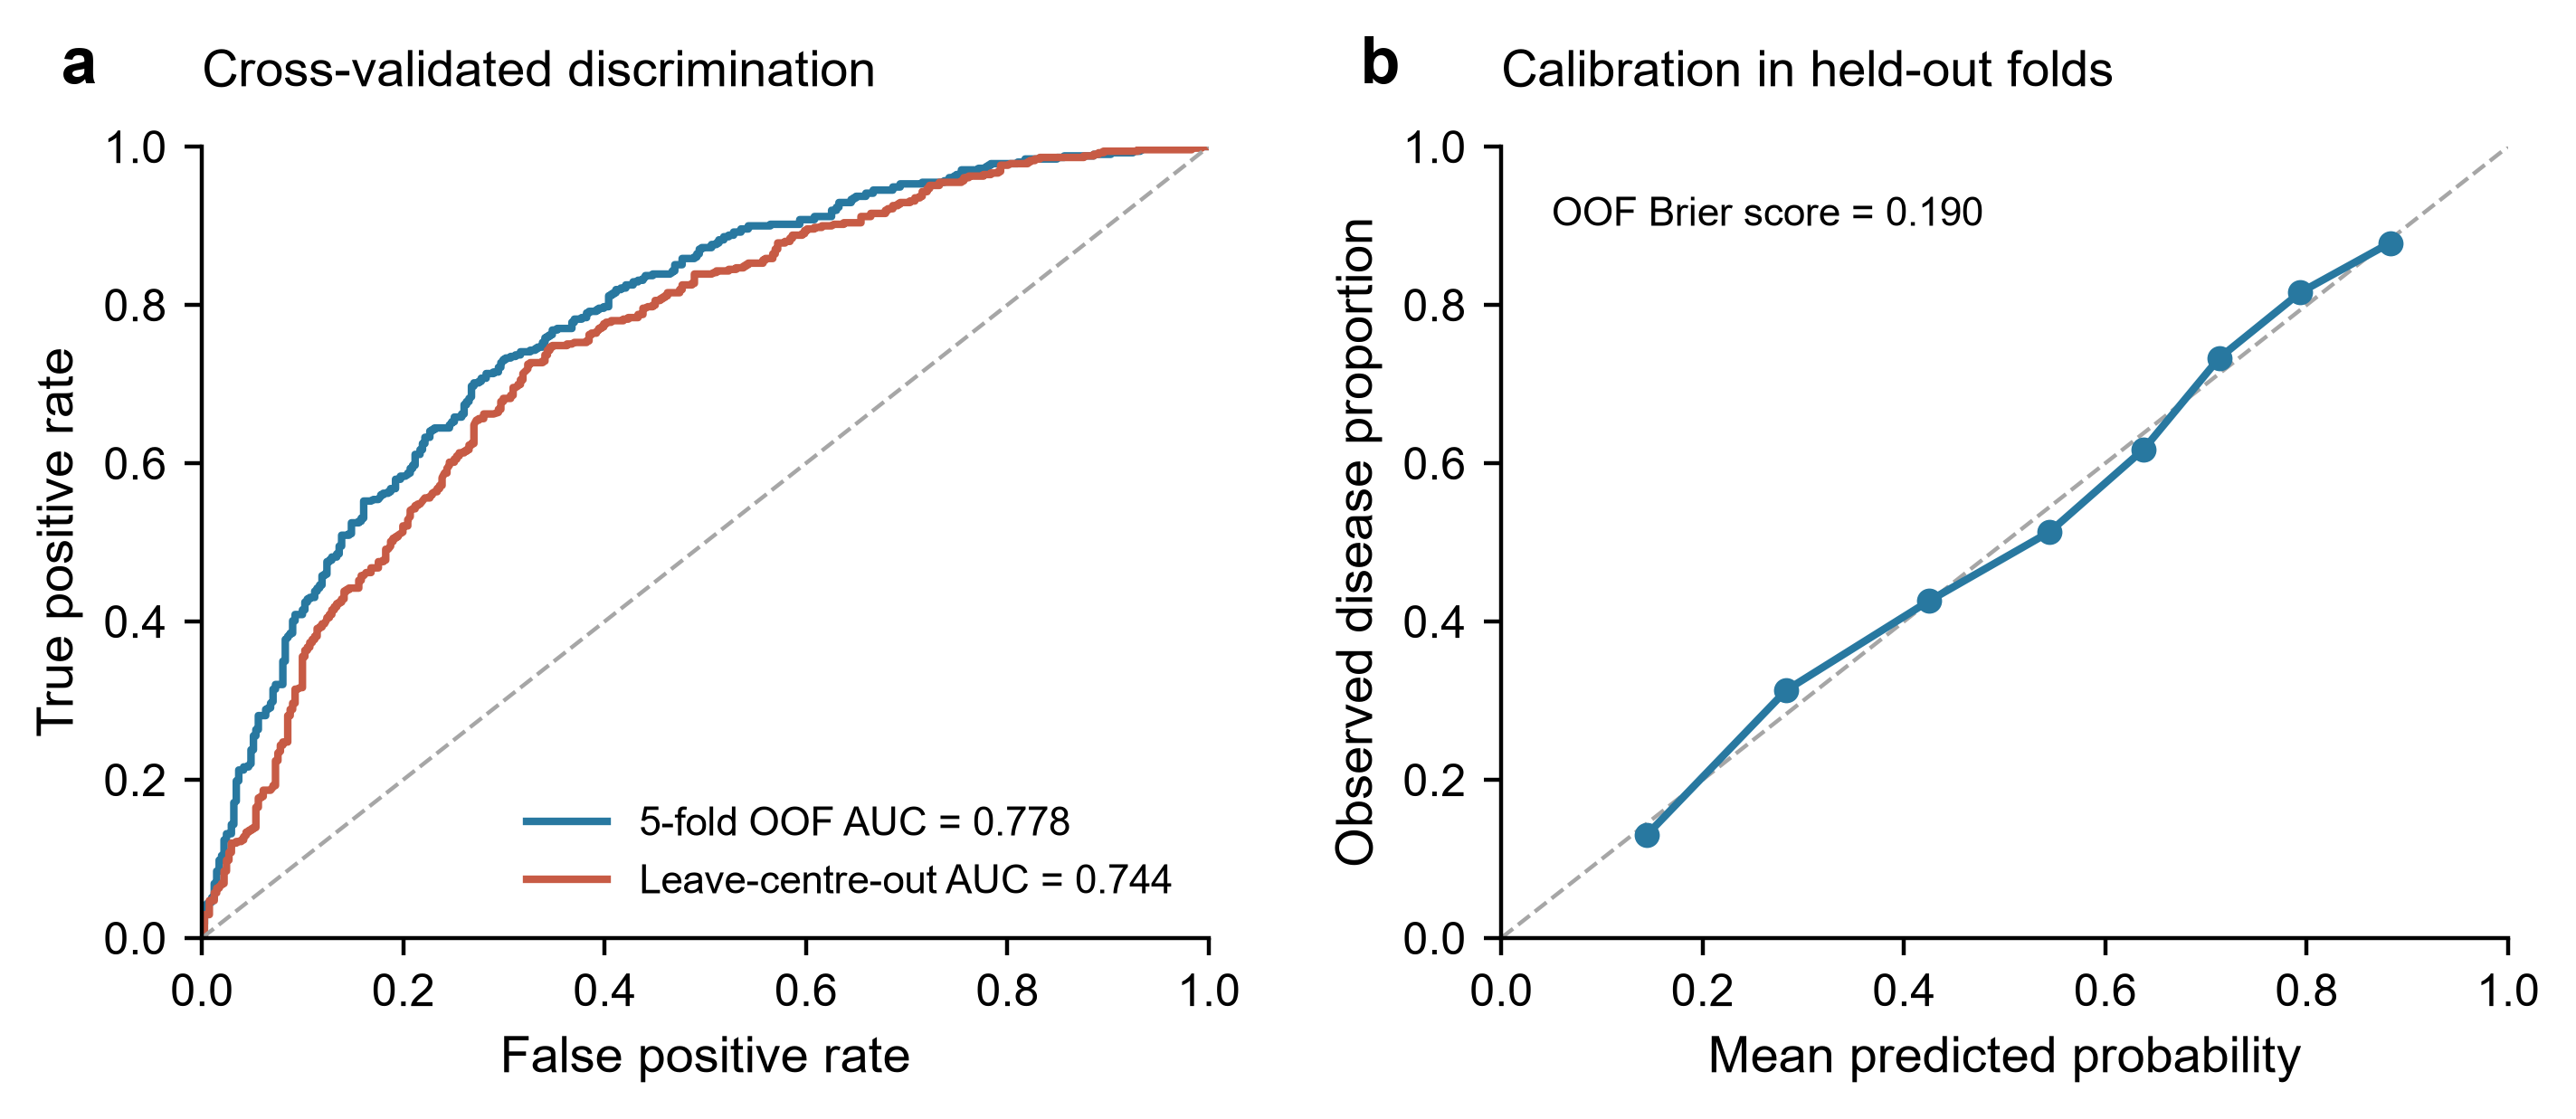 a
Cross-validated discrimination
1.0
0.8
0.6
0.4
0.2
0.0
True positive rate
5-fold OOF AUC = 0.778
Leave-centre-out AUC = 0.744
0.0 0.2 0.4 0.6 0.8 1.0
False positive rate
b
Calibration in held-out folds
1.0
0.8
0.6
0.4
0.2
0.0
Observed disease proportion
OOF Brier score = 0.190
0.0 0.2 0.4 0.6 0.8 1.0
Mean predicted probability